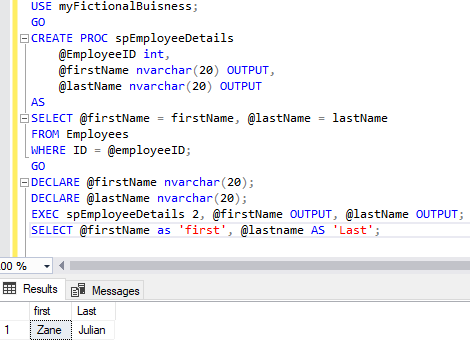 USE myFictionalBuisness;
GO
CREATE PROC spEmployeeDetails
@EmployeeID int,
@firstName nvarchar(20) OUTPUT,
@lastName nvarchar(20) OUTPUT
AS
SELECT @firstName = firstName, @lastName = lastName
FROM Employees
WHERE ID = @employeeID;
GO
DECLARE @firstName nvarchar(20);
DECLARE @lastName nvarchar(20);
EXEC spEmployeeDetails 2, @firstName OUTPUT, @lastName OUTPUT;
SELECT @firstName as 'first', @lastname AS 'Last';
.00 %
Results Messages
first Last
1 Zane Julian